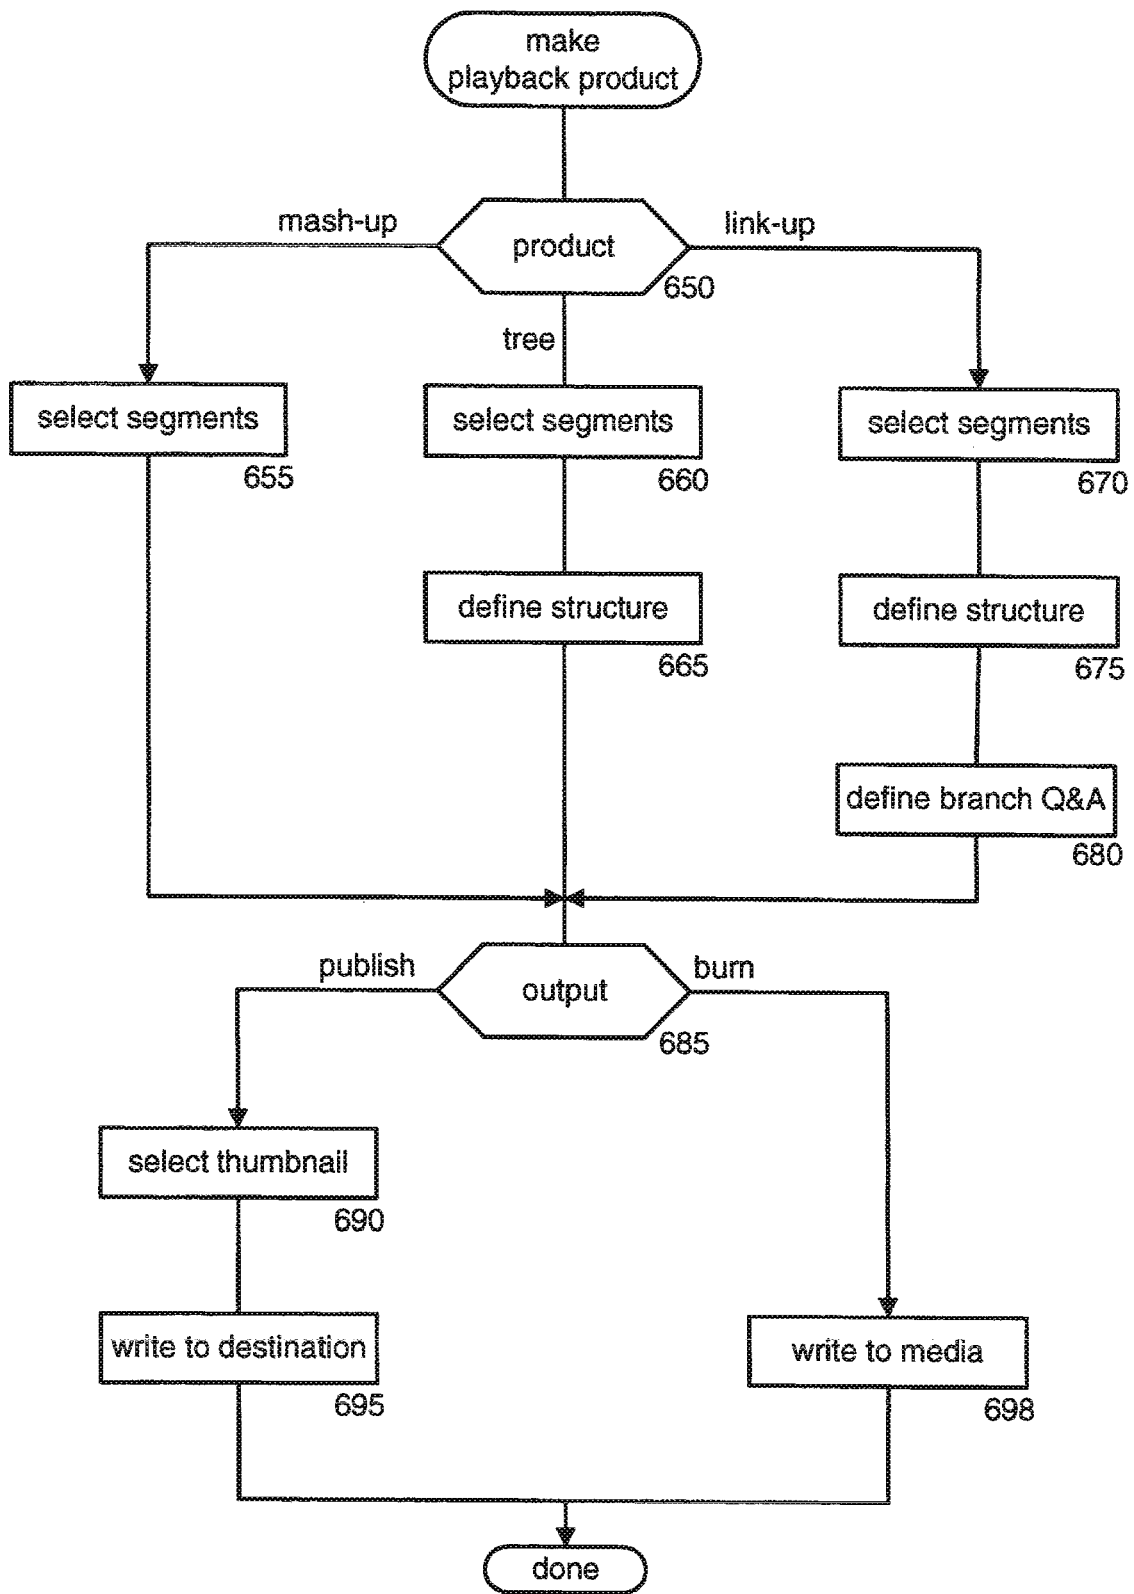 make
playback product
mash-up
link-up
product
650
tree
select segments
655
select segments
660
select segments
670
define structure
665
define structure
675
define branch Q&A
680
publish
burn
output
685
select thumbnail
690
write to destination
695
write to media
698
done